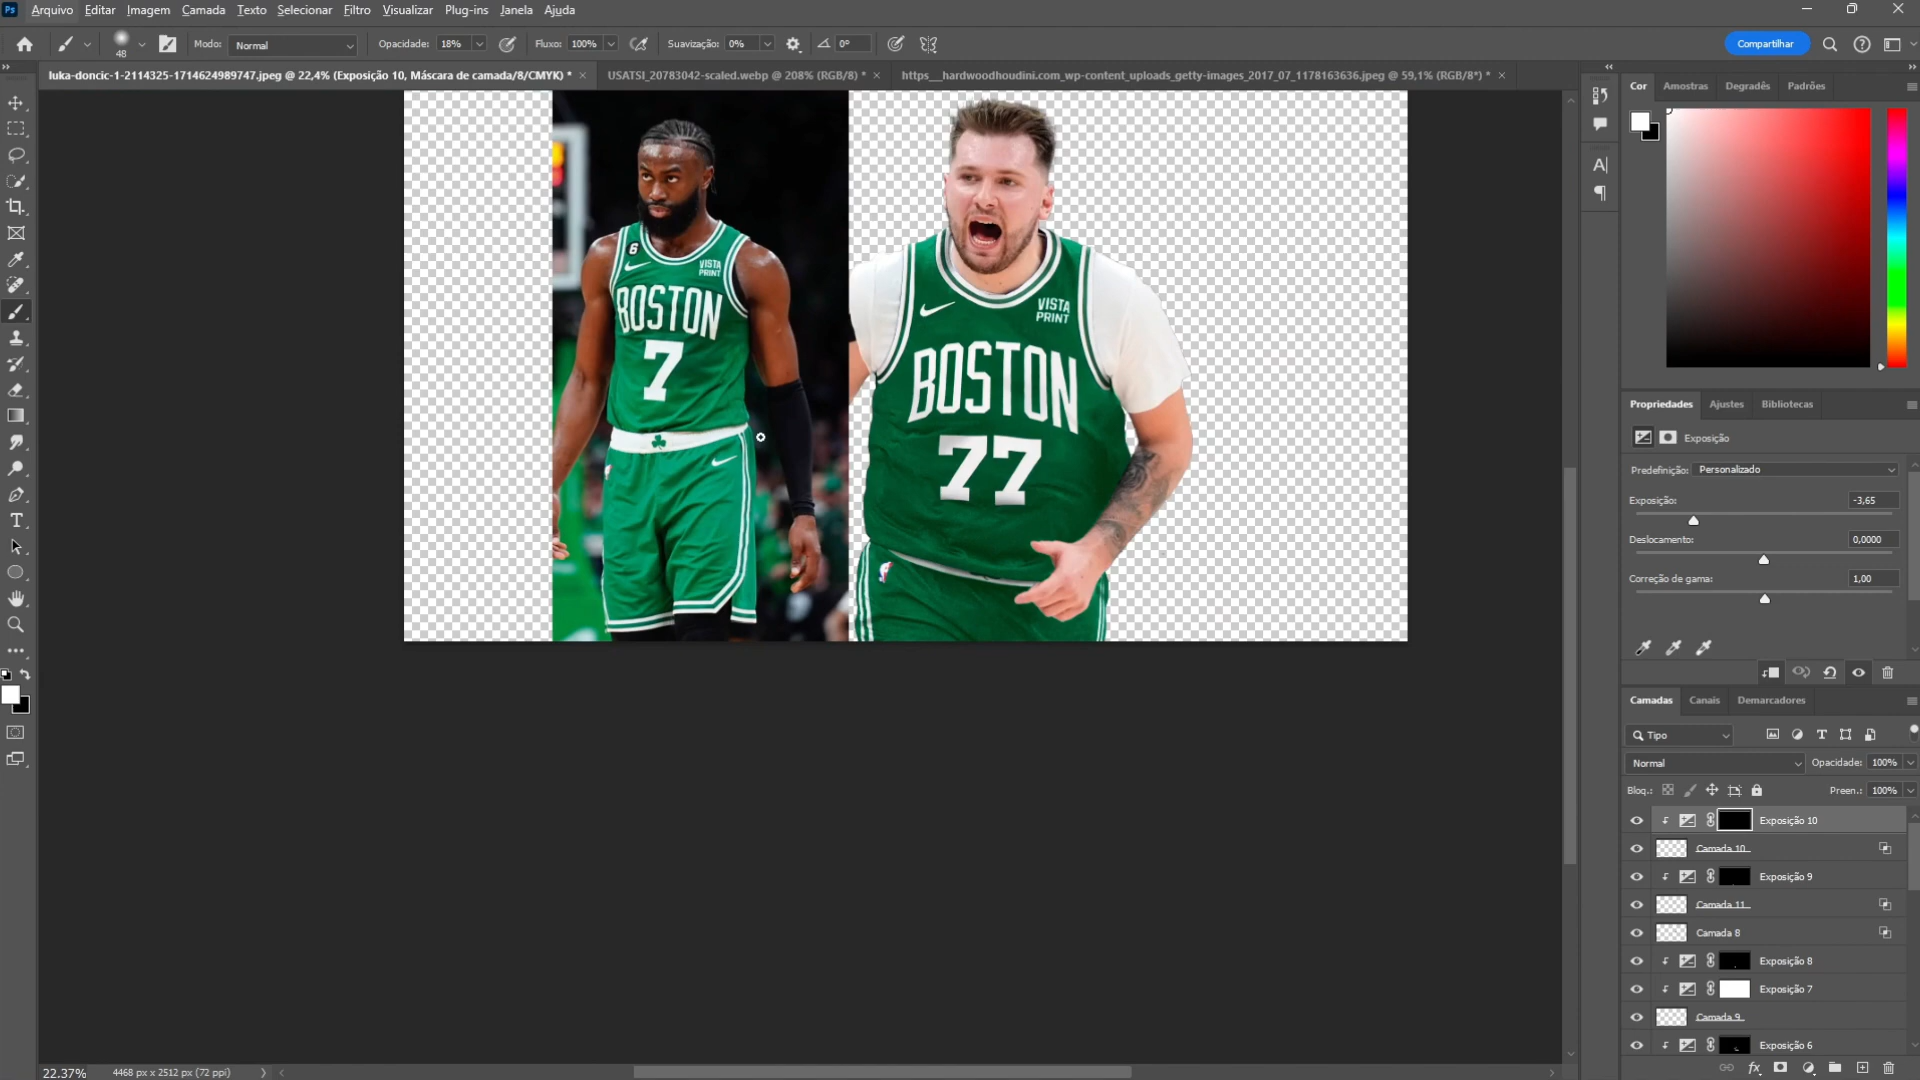 Ps Arquivo Editar Imagem Camada Texto Selecionar Filtro Visualizar Plug-ins Janela Ajuda
48 Modo: Normal Opacidade: 18% Fluxo: 100% Suavização: 0% 0° Compartilhar
luka-doncic-1-2114325-1714624989747.jpeg @ 22,4% (Exposição 10, Máscara de camada/8/CMYK) * USATSI_20783042-scaled.webp @ 208% (RGB/8) * https___hardwoodhoudini.com_wp-content_uploads_getty-images_2017_07_1178163636.jpeg @ 59,1% (RGB/8*) *
Cor Amostras Degradês Padrões
6
VISTA
PRINT
BOSTON
7
VISTA
PRINT
BOSTON
77
Propriedades Ajustes Bibliotecas
Exposição
Predefinição: Personalizado
Exposição: -3,65
Deslocamento: 0,0000
Correção de gama: 1,00
Camadas Canais Demarcadores
Tipo
Normal Opacidade: 100%
Bloq.: Preen.: 100%
Exposição 10
Camada 10
Exposição 9
Camada 11
Camada 8
Exposição 8
Exposição 7
Camada 9
Exposição 6
22,37% 4468 px x 2512 px (72 ppi)